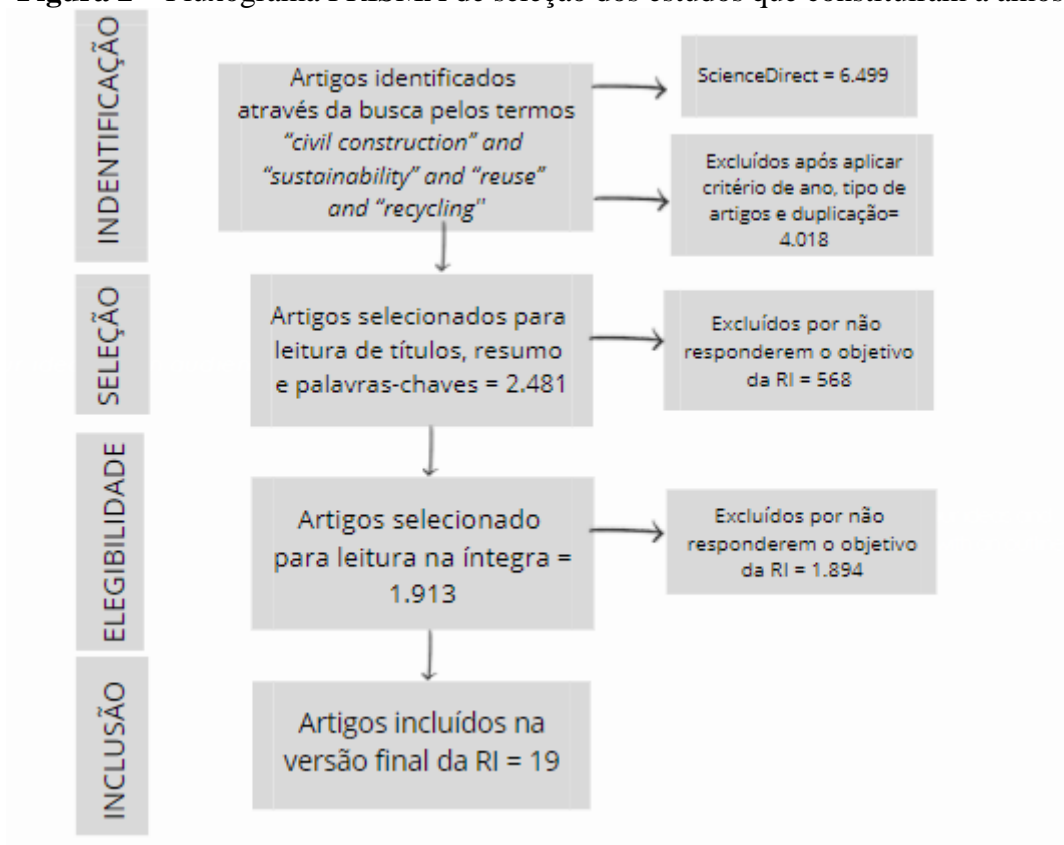 Figura 2 – Fluxograma PRISMA de seleção dos estudos que constituíram a
INDENTIFICAÇÃO
Artigos identificados
através da busca pelos termos
“civil construction” and
“sustainability” and “reuse”
and “recycling"
ScienceDirect = 6.499
Excluídos após aplicar
critério de ano, tipo de
artigos e duplicação=
4.018
SELEÇÃO
Artigos selecionados para
leitura de títulos, resumo
e palavras-chaves = 2.481
Excluídos por não
responderem o objetivo
da RI = 568
ELEGIBILIDADE
Artigos selecionado
para leitura na íntegra =
1.913
Excluídos por não
responderem o objetivo
da RI = 1.894
INCLUSÃO
Artigos incluídos na
versão final da RI = 19